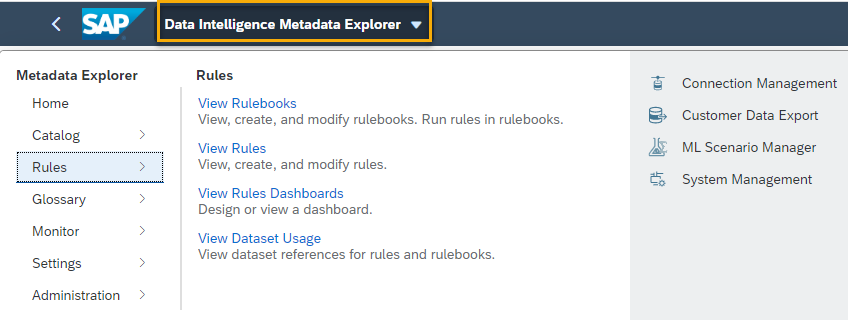 SAP
Data Intelligence Metadata Explorer
Metadata Explorer
Home
Catalog
Rules
Glossary
Monitor
Settings
Administration
Rules
View Rulebooks
View, create, and modify rulebooks. Run rules in rulebooks.
View Rules
View, create, and modify rules.
View Rules Dashboards
Design or view a dashboard.
View Dataset Usage
View dataset references for rules and rulebooks.
Connection Management
Customer Data Export
ML Scenario Manager
System Management